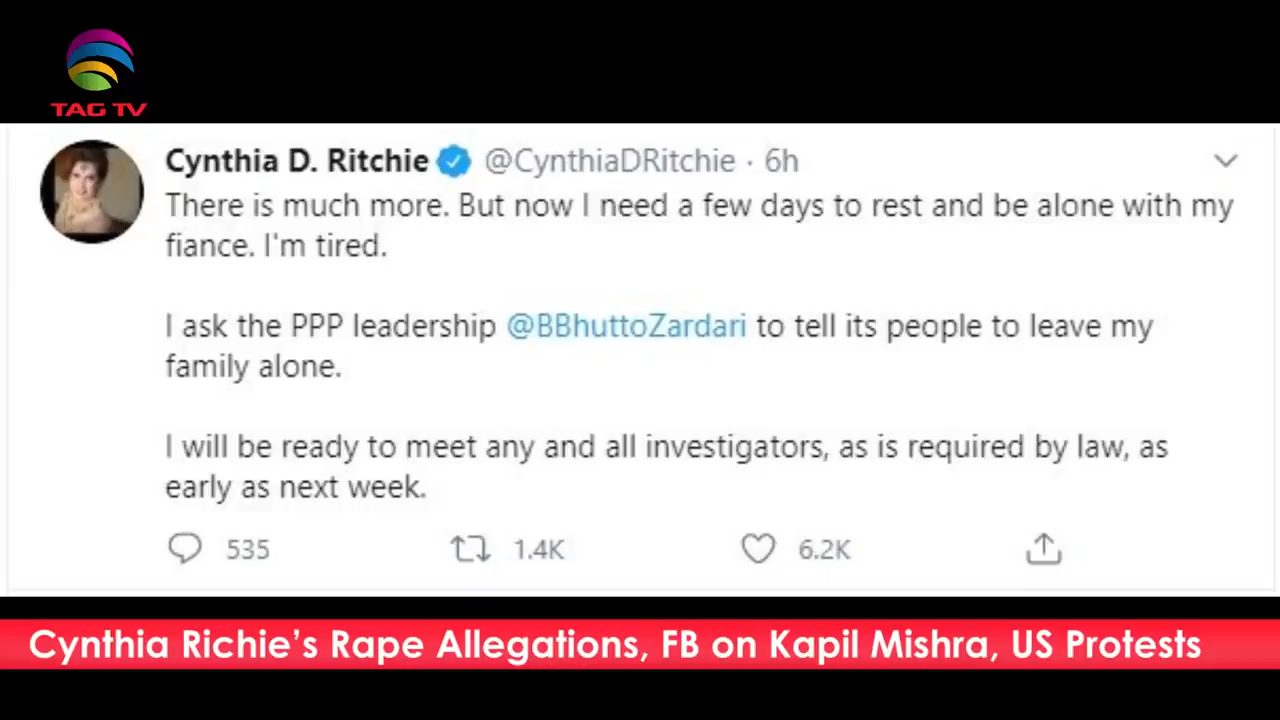 TAG TV
Cynthia D. Ritchie @CynthiaDRitchie · 6h
There is much more. But now I need a few days to rest and be alone with my
fiance. I'm tired.
I ask the PPP leadership @BBhuttoZardari to tell its people to leave my
family alone.
I will be ready to meet any and all investigators, as is required by law, as
early as next week.
535 1.4K 6.2K
Cynthia Richie’s Rape Allegations, FB on Kapil Mishra, US Protests